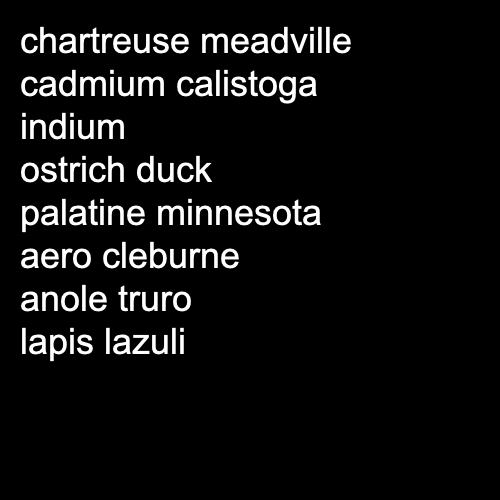 chartreuse meadville
cadmium calistoga
indium
ostrich duck
palatine minnesota
aero cleburne
anole truro
lapis lazuli